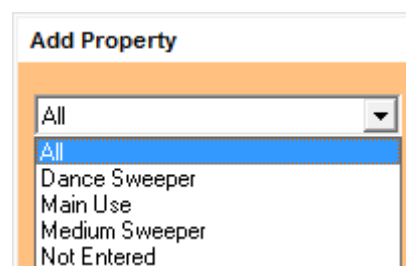 Add Property
All
All
Dance Sweeper
Main Use
Medium Sweeper
Not Entered